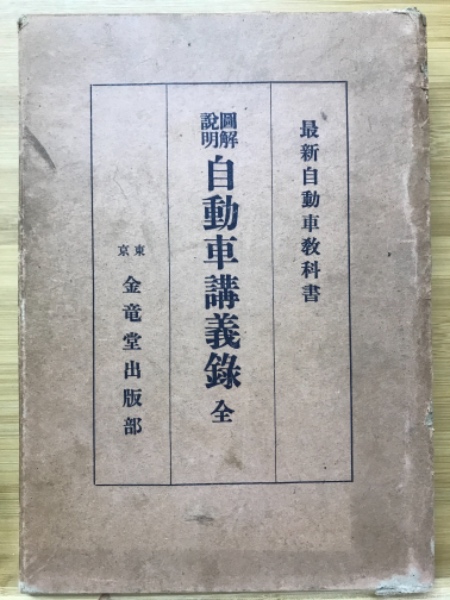 最新自動車教科書
圖解
說明
自動車講義錄 全
東京
金竜堂出版部